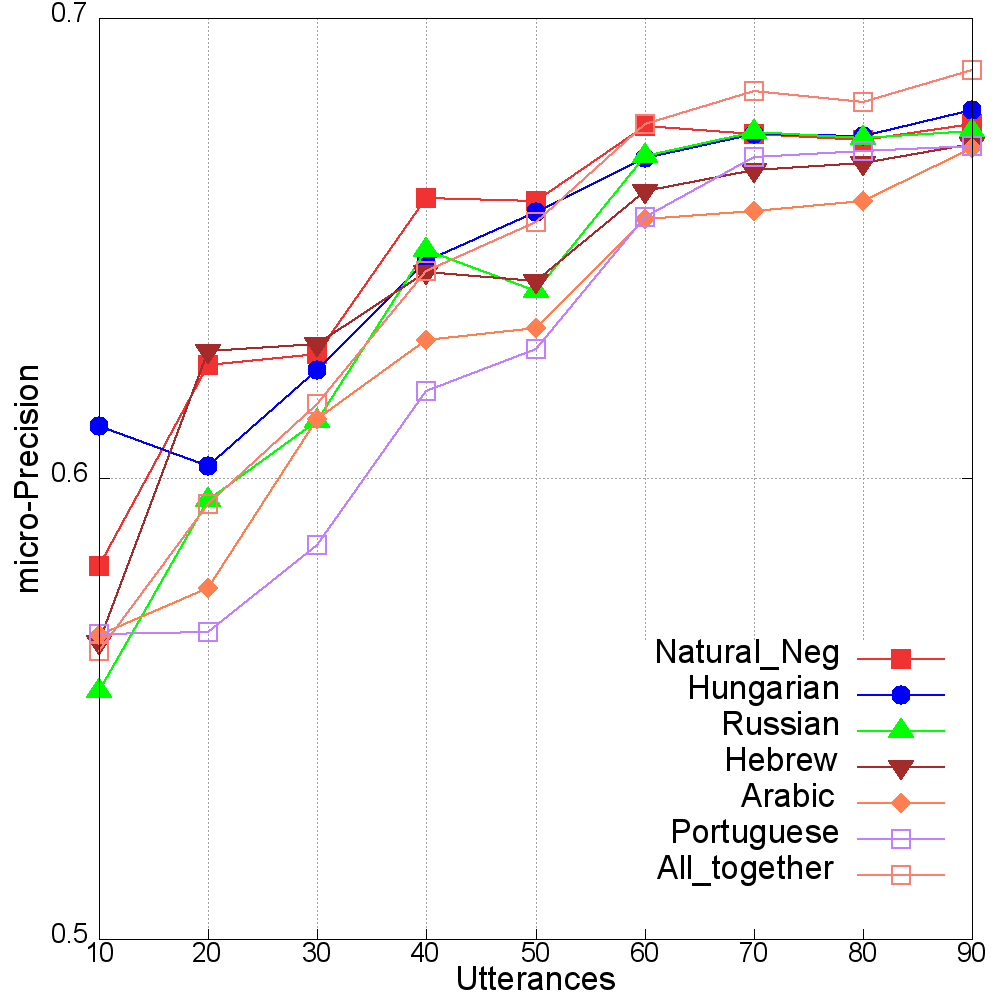 0.7
0.6
0.5
micro-Precision
Natural_Neg
Hungarian
Russian
Hebrew
Arabic
Portuguese
All_together
10 20 30 40 50 60 70 80 90
Utterances